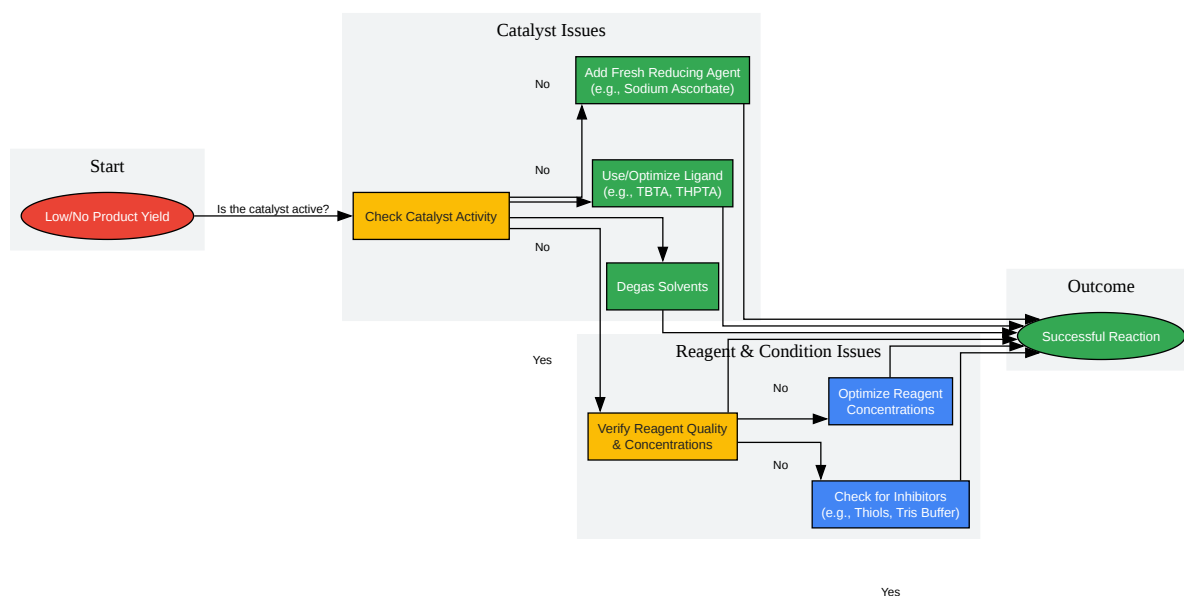 Catalyst Issues
No
Add Fresh Reducing Agent
(e.g., Sodium Ascorbate)
Start
No
Use/Optimize Ligand
(e.g., TBTA, THPTA)
Low/No Product Yield
Is the catalyst active?
Check Catalyst Activity
No
Degas Solvents
Outcome
Successful Reaction
Reagent & Condition Issues
Yes
No
Optimize Reagent
Concentrations
Verify Reagent Quality
& Concentrations
No
Check for Inhibitors
(e.g., Thiols, Tris Buffer)
Yes